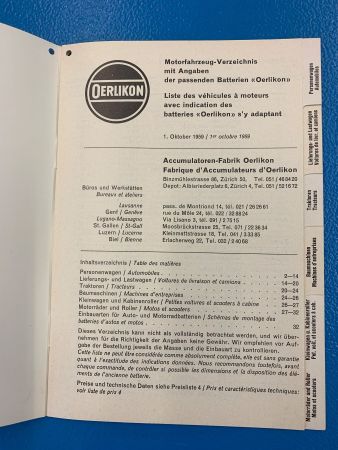 OERLIKON
Motorfahrzeug-Verzeichnis
mit Angaben
der passenden Batterien «Oerlikon»
Liste des véhicules à moteurs
avec indication des
batteries «Oerlikon» s'y adaptant
1. Oktober 1959 / 1er octobre 1959
Accumulatoren-Fabrik Oerlikon
Fabrique d'Accumulateurs d'Oerlikon
Binzmühlestrasse 86, Zürich 50, Tel. 051 / 46 84 20
Depot: Albisriederplatz 6, Zürich 4, Tel. 051 / 52 16 72
Büros und Werkstätten
Bureaux et ateliers
Lausanne pass. de Montriond 14, tel. 021 / 26 26 61
Genf / Genève rue du Môle 24, tel. 022 / 32 88 24
Lugano-Massagno Via Lisano 3, tel. 091 / 2 97 51
St. Gallen / St-Gall Moosbrückstrasse 25, tel. 071 / 22 38 34
Luzern / Lucerne Kleinmattstrasse 18, tel. 041 / 3 33 85
Biel / Bienne Erlacherweg 22, Tel. 032 / 2 40 68
Inhaltsverzeichnis / Table des matières
Personenwagen / Automobiles 2—14
Lieferungs- und Lastwagen / Voitures de livraison et camions 14—20
Traktoren / Tracteurs 20—24
Baumaschinen / Machines d'entreprises 24—26
Kleinwagen und Kabinenroller / Petites voitures et scooters à cabine 26—27
Motorräder und Roller / Motos et scooters 27—32
Einbauarten für Auto- und Motorradbatterien / Schémas de montage des
batteries d'autos et motos 32
Dieses Verzeichnis kann nicht als vollständig betrachtet werden, und wir über-
nehmen für die Richtigkeit der Angaben keine Gewähr. Wir empfehlen vor Auf-
gabe der Bestellung jeweils die Masse und die Einbauart zu kontrollieren.
Cette liste ne peut être considérée comme absolument complète, elle est sans garantie
quant à l'exactitude des indications données. Nous recommandons toutefois, avant
chaque commande, de contrôler si possible les dimensions et la disposition des élé-
ments de l'ancienne batterie.
Preise und technische Daten siehe Preisliste 4 / Prix et caractéristiques techniques:
voir liste de prix 4
Personenwagen
Automobiles
Lieferungs- und Lastwagen
Voitures de livr. et camions
Traktoren
Tracteurs
Baumaschinen
Machines d'entreprises
Kleinwagen u. Kabinenroller
Pet. voit. et scooters à cab.
Motorräder und Roller
Motos et scooters